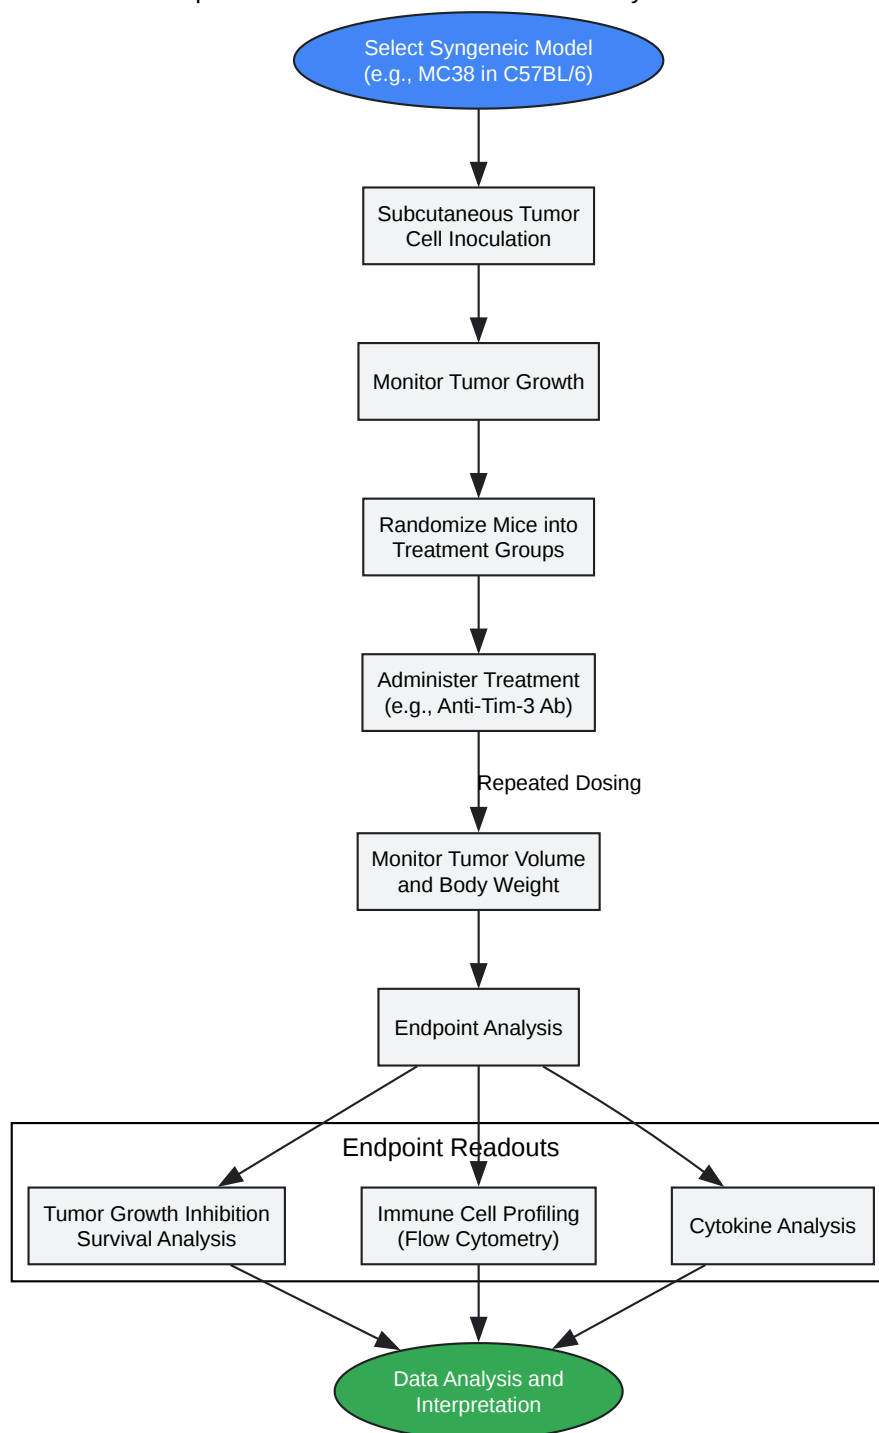 Select Syngeneic Model
(e.g., MC38 in C57BL/6)
Subcutaneous Tumor
Cell Inoculation
Monitor Tumor Growth
Randomize Mice into
Treatment Groups
Administer Treatment
(e.g., Anti-Tim-3 Ab)
Repeated Dosing
Monitor Tumor Volume
and Body Weight
Endpoint Analysis
Endpoint Readouts
Tumor Growth Inhibition
Survival Analysis
Immune Cell Profiling
(Flow Cytometry)
Cytokine Analysis
Data Analysis and
Interpretation